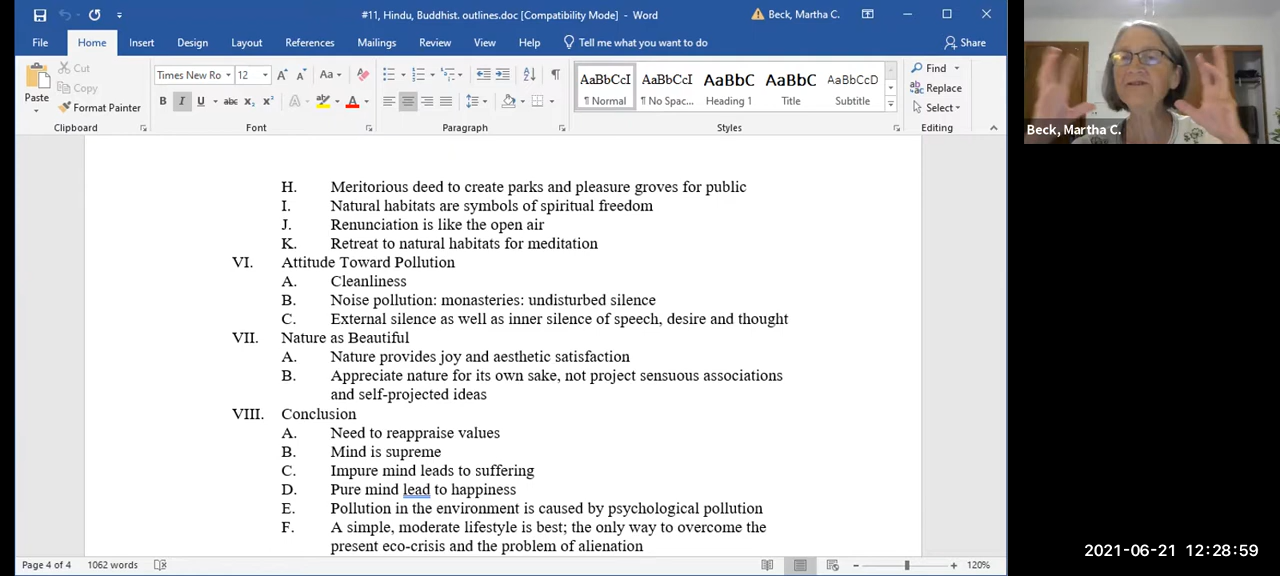 #11, Hindu, Buddhist. outlines.doc [Compatibility Mode] - Word
Beck, Martha C.
File Home Insert Design Layout References Mailings Review View Help Tell me what you want to do Share
Paste
Cut
Copy
Format Painter
Clipboard
Times New Ro 12 Aa
B I U abc x2 x2 A A
Font
Paragraph
AaBbCcI AaBbCcI AaBbC AaBbC AaBbCcD
¶ Normal ¶ No Spac... Heading 1 Title Subtitle
Styles
Find
Replace
Select
Editing
Beck, Martha C.
H. Meritorious deed to create parks and pleasure groves for public
I. Natural habitats are symbols of spiritual freedom
J. Renunciation is like the open air
K. Retreat to natural habitats for meditation
VI. Attitude Toward Pollution
A. Cleanliness
B. Noise pollution: monasteries: undisturbed silence
C. External silence as well as inner silence of speech, desire and thought
VII. Nature as Beautiful
A. Nature provides joy and aesthetic satisfaction
B. Appreciate nature for its own sake, not project sensuous associations
and self-projected ideas
VIII. Conclusion
A. Need to reappraise values
B. Mind is supreme
C. Impure mind leads to suffering
D. Pure mind lead to happiness
E. Pollution in the environment is caused by psychological pollution
F. A simple, moderate lifestyle is best; the only way to overcome the
present eco-crisis and the problem of alienation
Page 4 of 4 1062 words
120%
2021-06-21 12:28:59